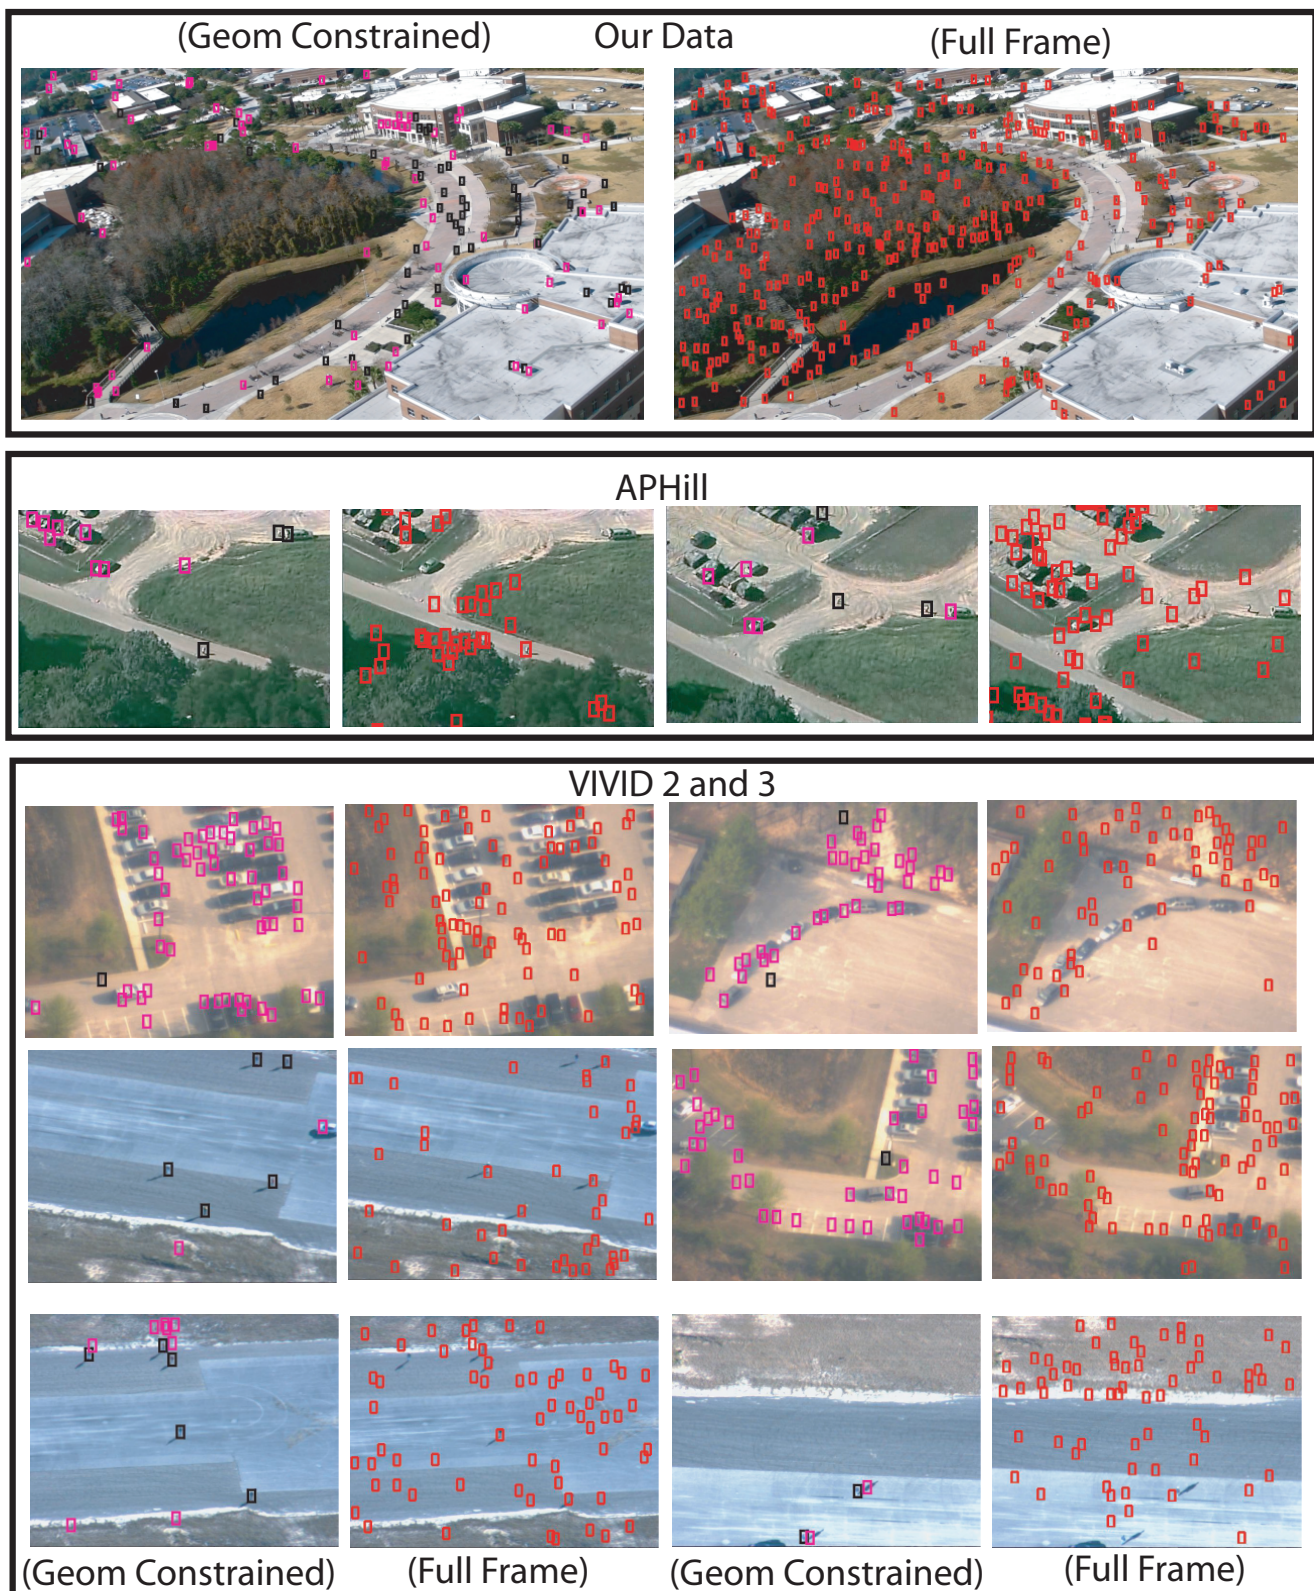 (Geom Constrained) Our Data (Full Frame)
APHill
VIVID 2 and 3
(Geom Constrained) (Full Frame) (Geom Constrained) (Full Frame)